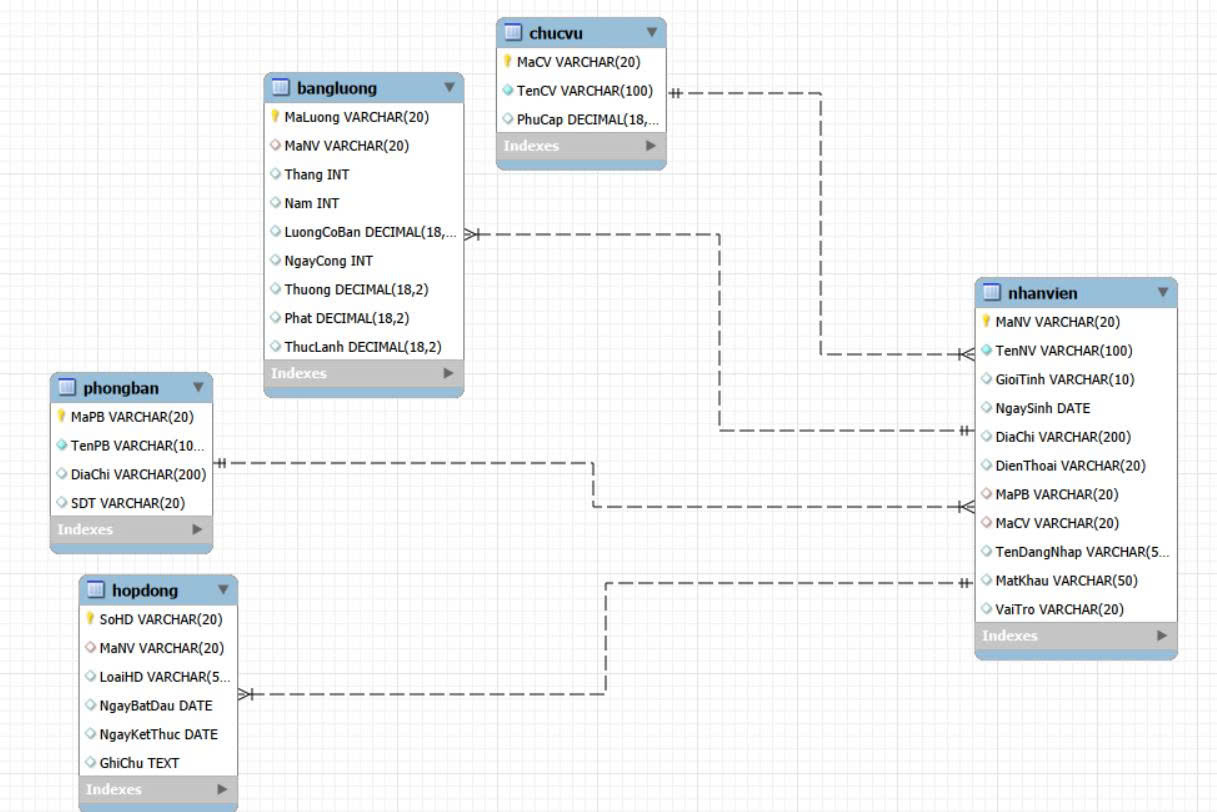 chucvu
MaCV VARCHAR(20)
TenCV VARCHAR(100)
PhuCap DECIMAL(18,...
Indexes
bangluong
MaLuong VARCHAR(20)
MaNV VARCHAR(20)
Thang INT
Nam INT
LuongCoBan DECIMAL(18,...
NgayCong INT
Thuong DECIMAL(18,2)
Phat DECIMAL(18,2)
ThucLanh DECIMAL(18,2)
Indexes
nhanvien
MaNV VARCHAR(20)
TenNV VARCHAR(100)
GioiTinh VARCHAR(10)
NgaySinh DATE
DiaChi VARCHAR(200)
DienThoai VARCHAR(20)
MaPB VARCHAR(20)
MaCV VARCHAR(20)
TenDangNhap VARCHAR(5...
MatKhau VARCHAR(50)
VaiTro VARCHAR(20)
Indexes
phongban
MaPB VARCHAR(20)
TenPB VARCHAR(10...
DiaChi VARCHAR(200)
SDT VARCHAR(20)
Indexes
hopdong
SoHD VARCHAR(20)
MaNV VARCHAR(20)
LoaiHD VARCHAR(5...
NgayBatDau DATE
NgayKetThuc DATE
GhiChu TEXT
Indexes